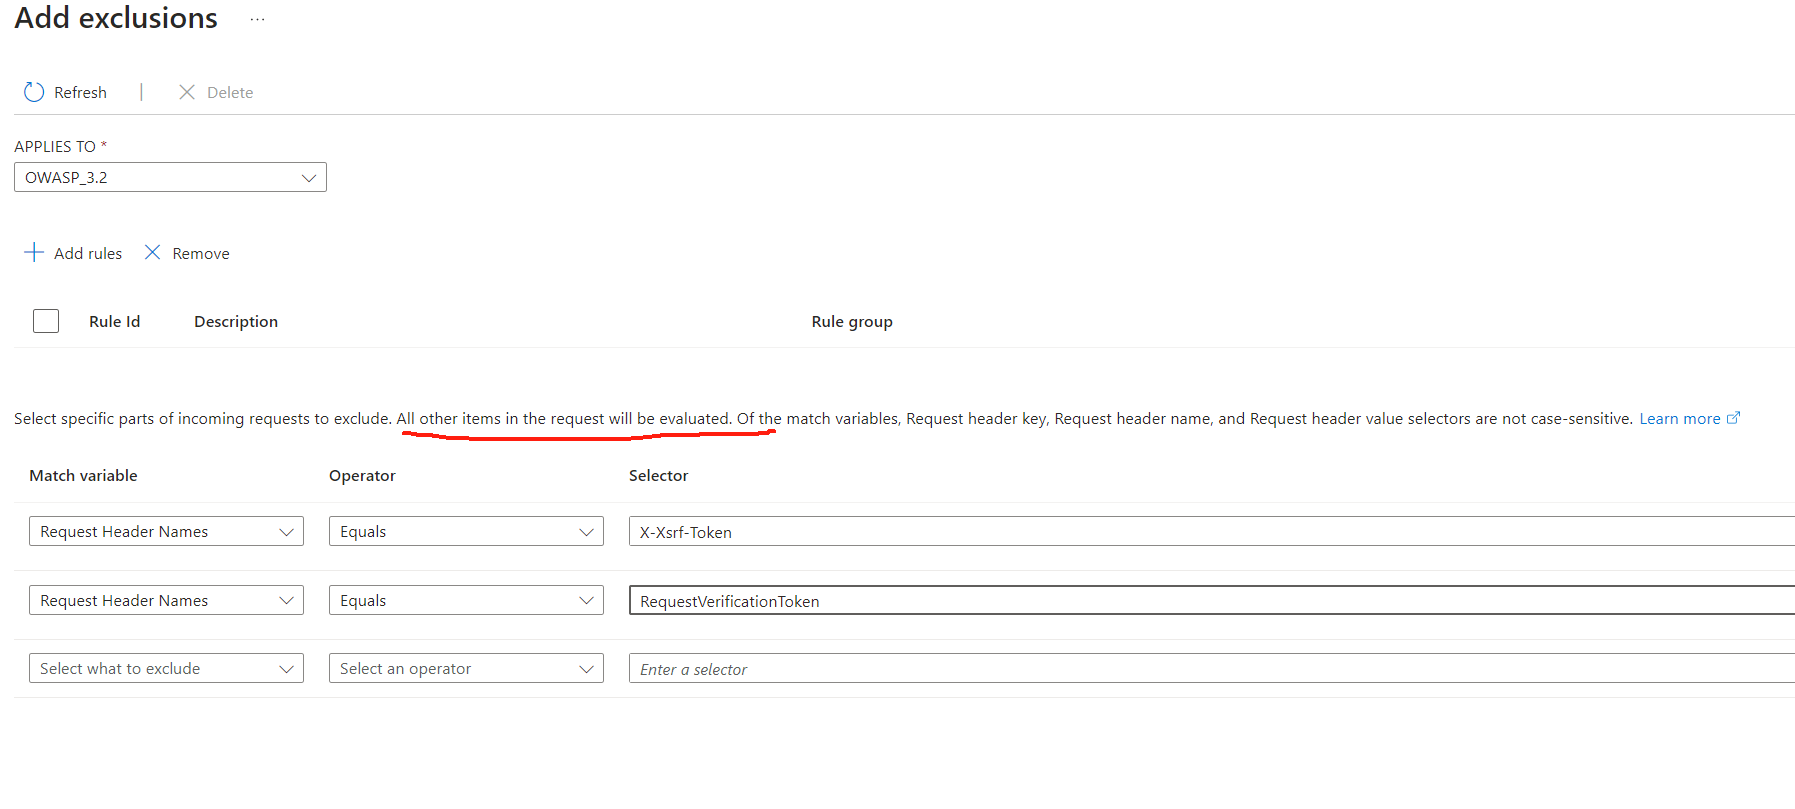 Add exclusions ...
Refresh | Delete
APPLIES TO *
OWASP_3.2
Add rules Remove
Rule Id Description Rule group
Select specific parts of incoming requests to exclude. All other items in the request will be evaluated. Of the match variables, Request header key, Request header name, and Request header value selectors are not case-sensitive. Learn more
Match variable Operator Selector
Request Header Names Equals X-Xsrf-Token
Request Header Names Equals RequestVerificationToken
Select what to exclude Select an operator Enter a selector